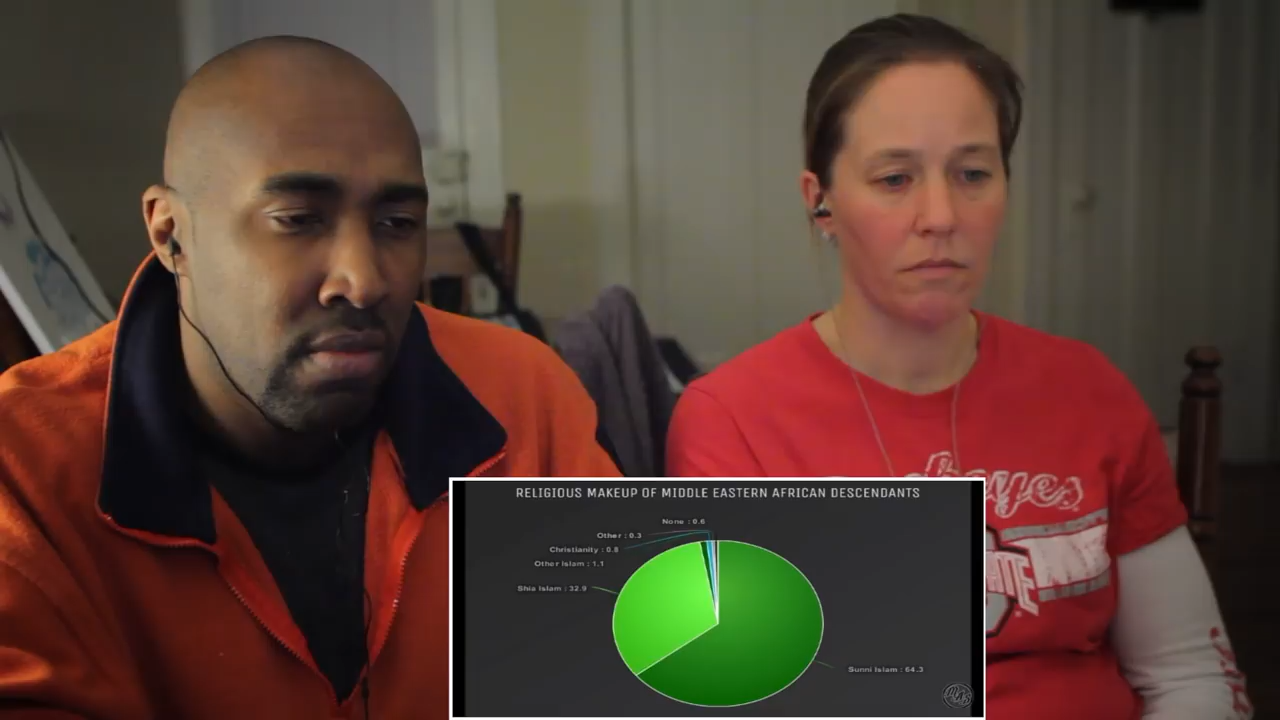 RELIGIOUS MAKEUP OF MIDDLE EASTERN AFRICAN DESCENDANTS
None : 0.6
Other : 0.3
Christianity : 0.8
Other Islam : 1.1
Shia Islam : 32.9
Sunni Islam : 64.3